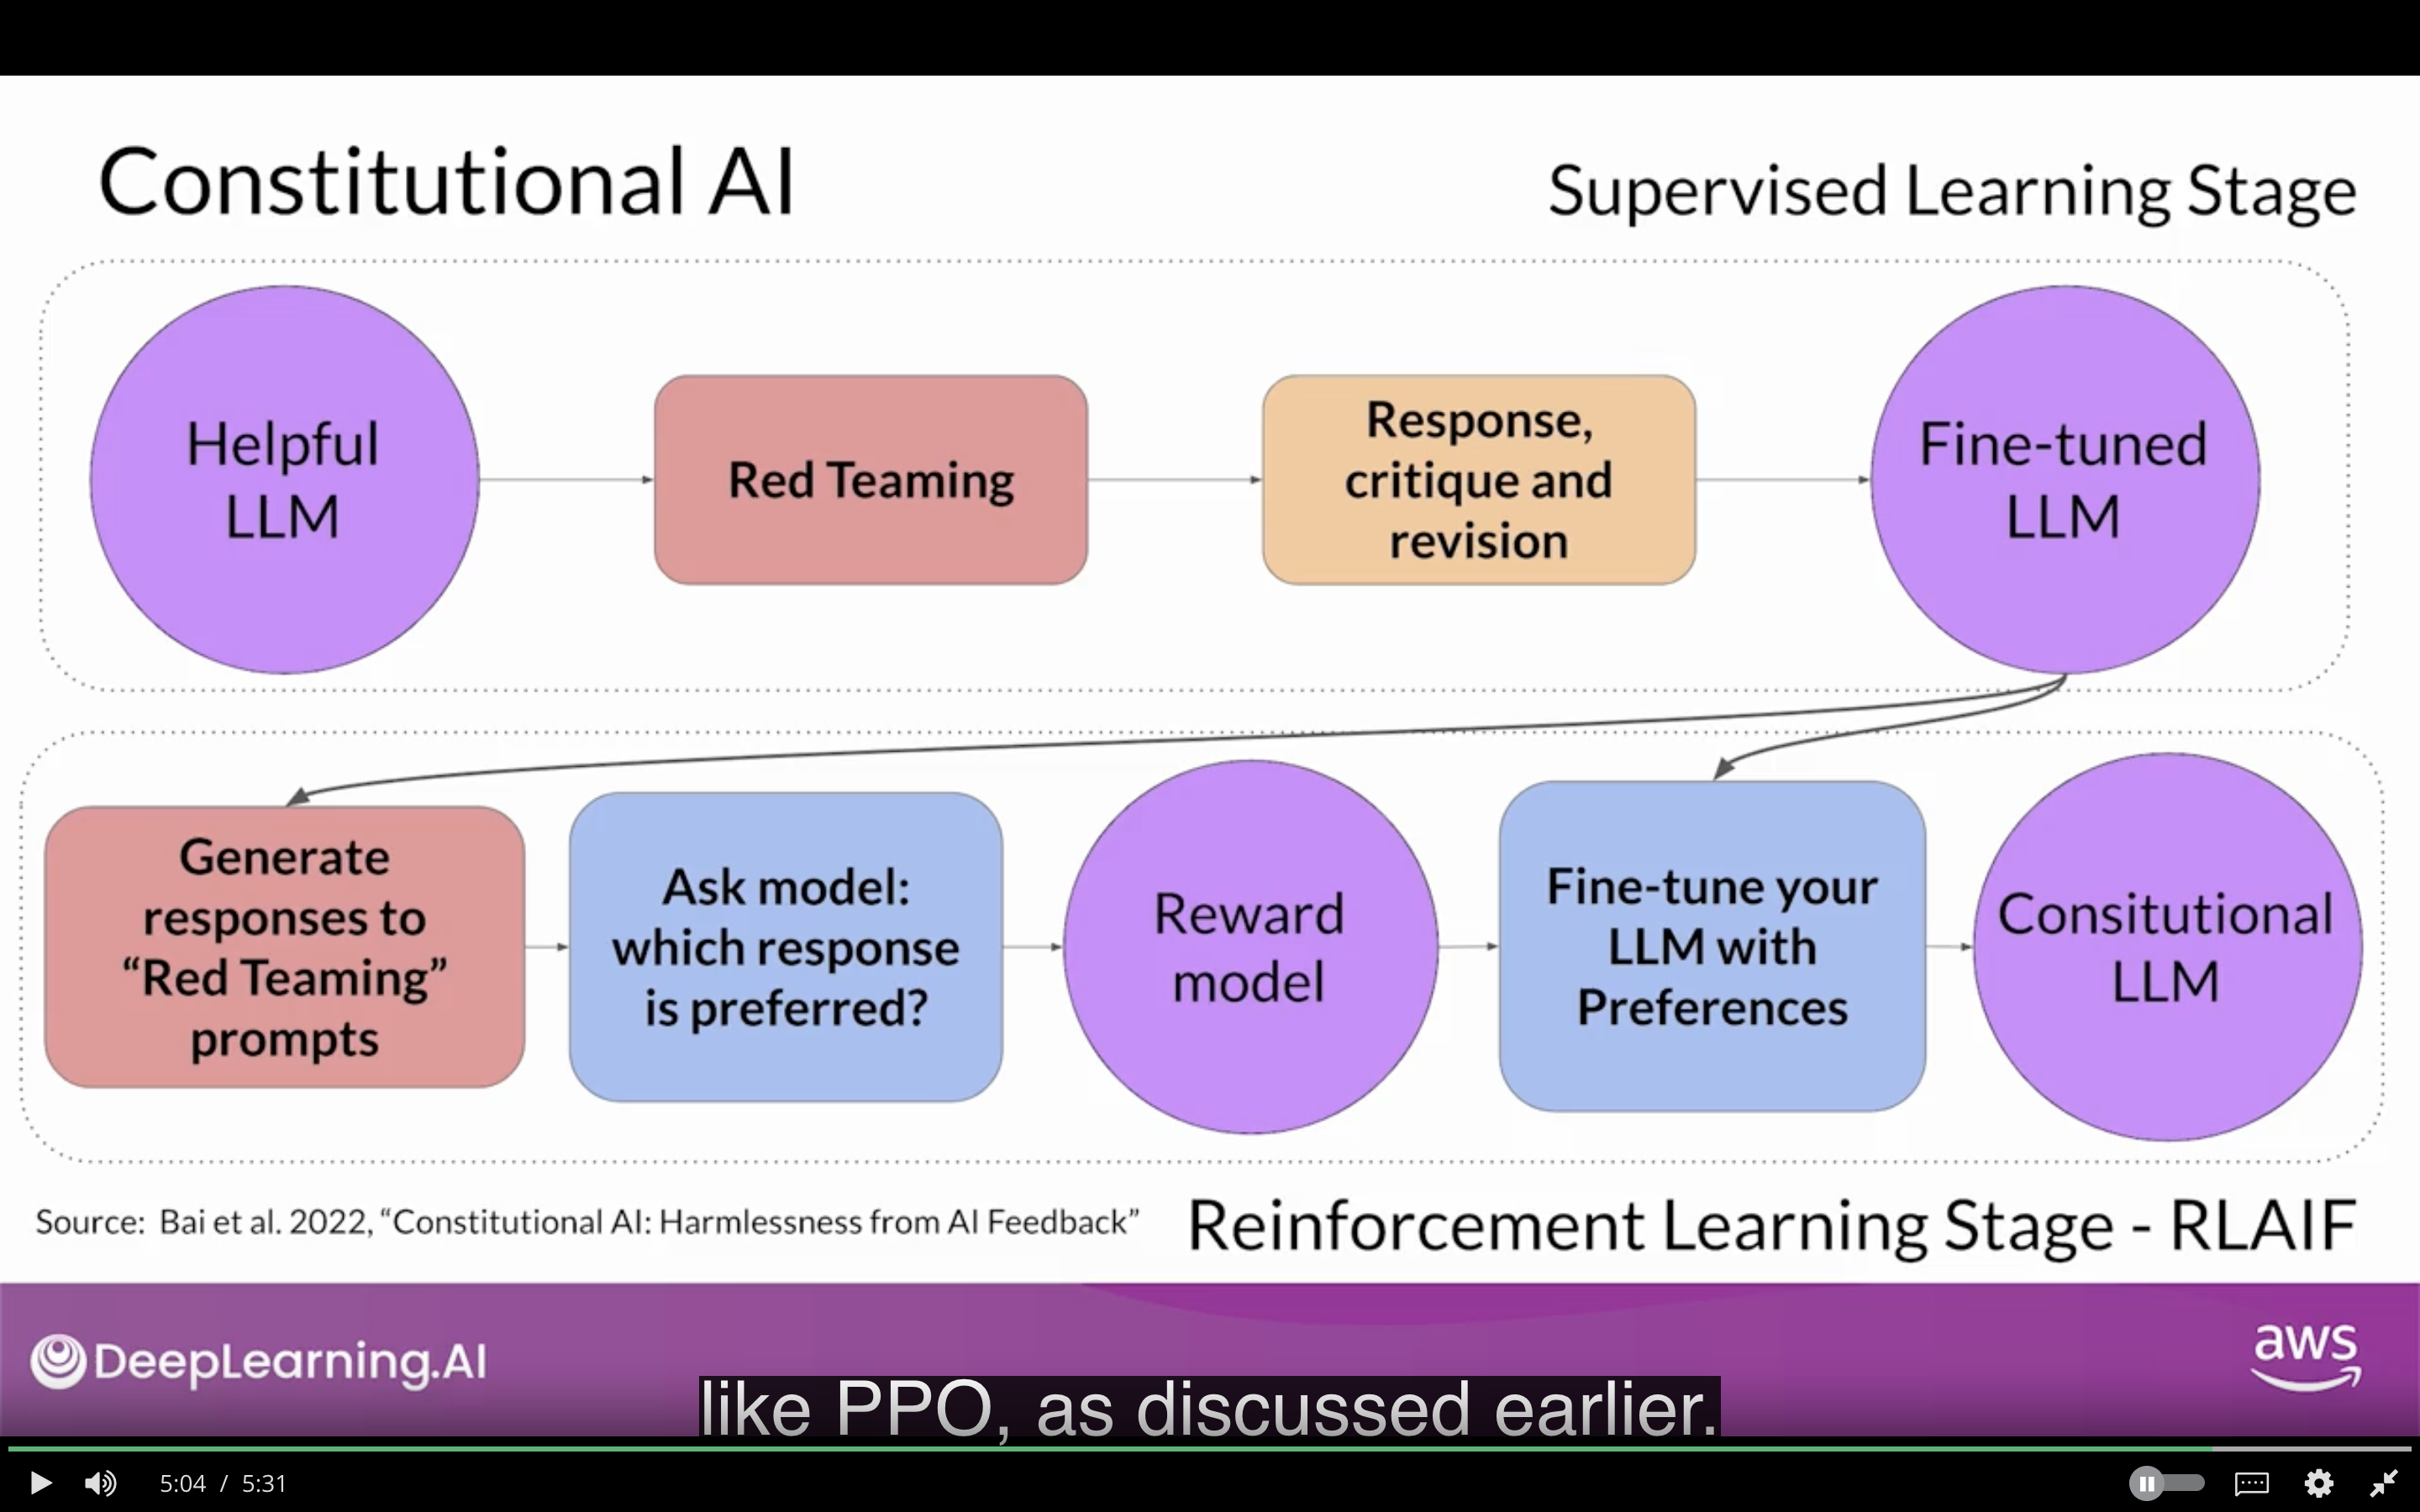 Constitutional AI
Supervised Learning Stage
Helpful
LLM
Red Teaming
Response,
critique and
revision
Fine-tuned
LLM
Generate
responses to
“Red Teaming”
prompts
Ask model:
which response
is preferred?
Reward
model
Fine-tune your
LLM with
Preferences
Consitutional
LLM
Source: Bai et al. 2022, “Constitutional AI: Harmlessness from AI Feedback”
Reinforcement Learning Stage - RLAIF
DeepLearning.AI
aws
like PPO, as discussed earlier.
5:04 / 5:31